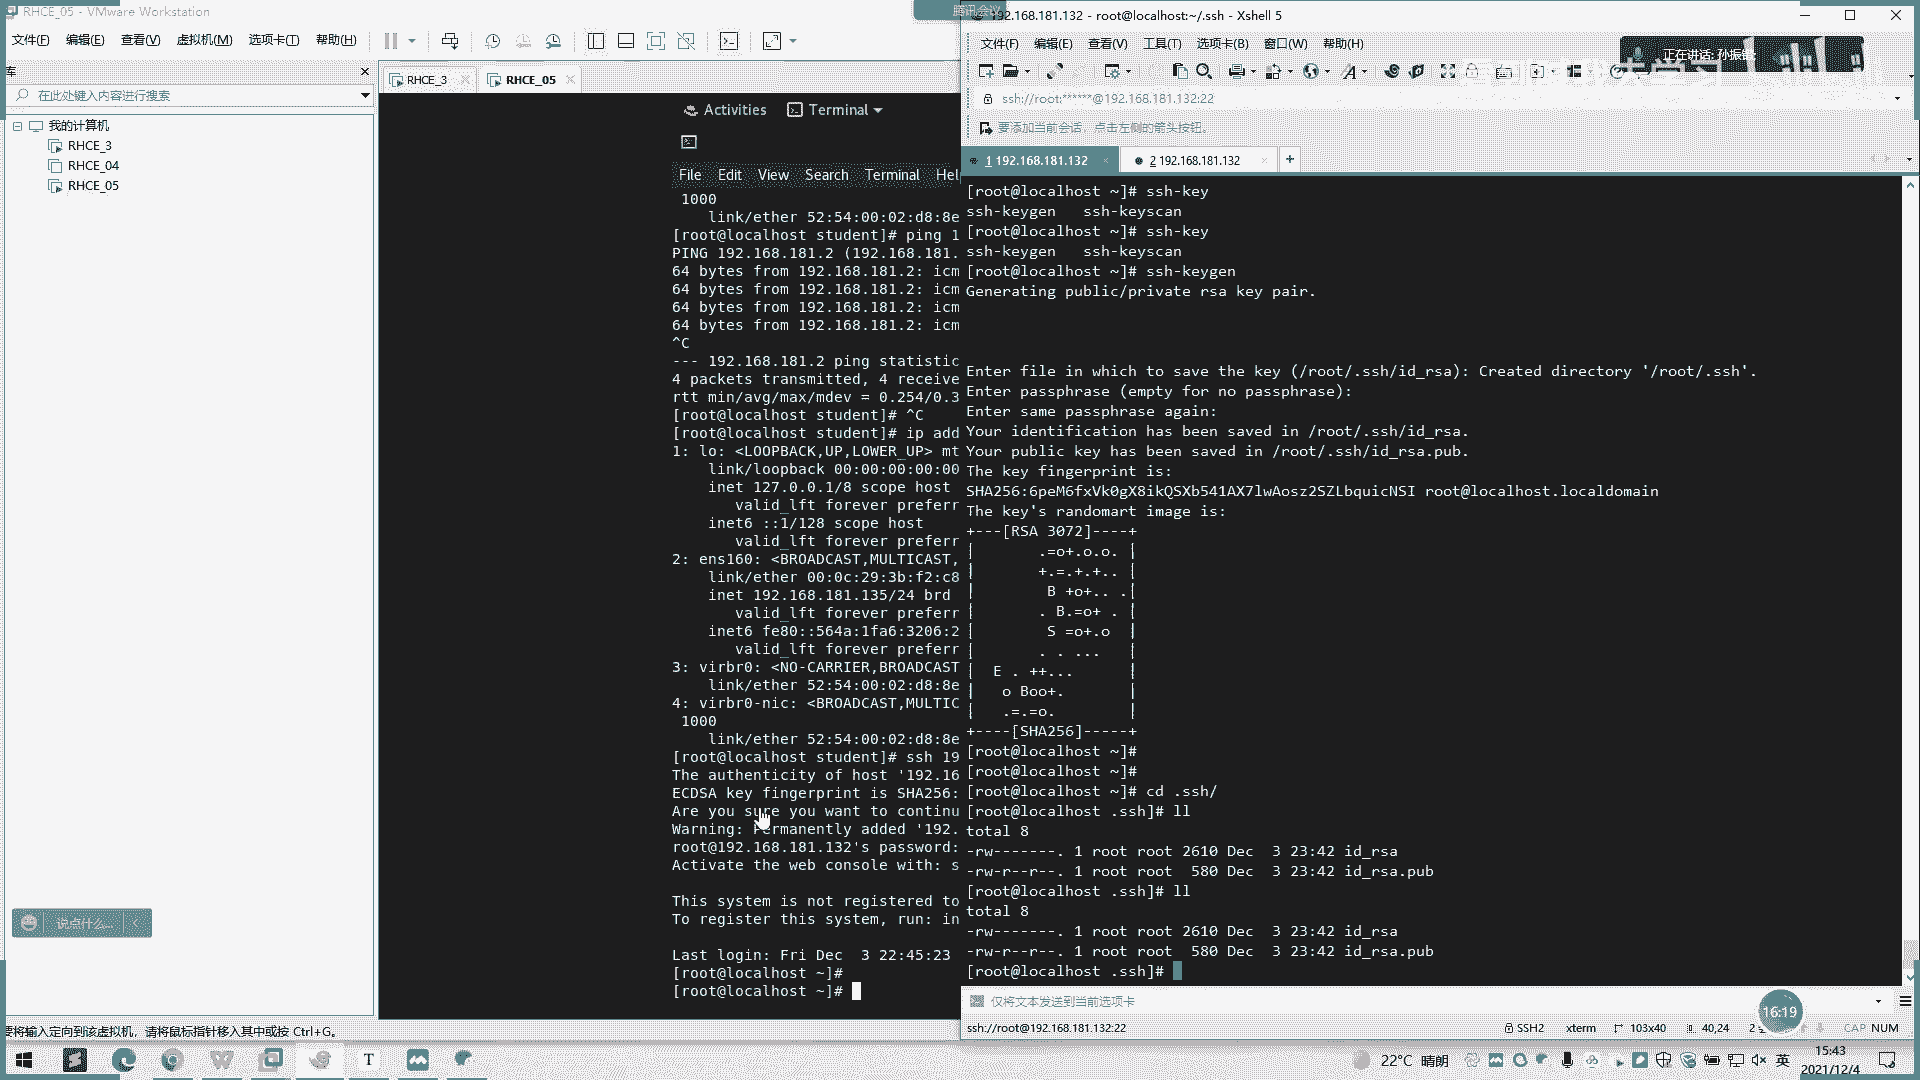 RHCE_05 - VMware Workstation
文件(F) 编辑(E) 查看(V) 虚拟机(M) 选项卡(T) 帮助(H)
库
在此处键入内容进行搜索
我的计算机
RHCE_3
RHCE_04
RHCE_05
说点什么...
要将输入定向到该虚拟机，请将鼠标指针移入其中或按 Ctrl+G。
RHCE_3
RHCE_05
Activities
Terminal
File Edit View Search Terminal Hel
1000
link/ether 52:54:00:02:d8:8e
[root@localhost student]# ping 1
PING 192.168.181.2 (192.168.181.
64 bytes from 192.168.181.2: icm
64 bytes from 192.168.181.2: icm
64 bytes from 192.168.181.2: icm
64 bytes from 192.168.181.2: icm
^C
--- 192.168.181.2 ping statistic
4 packets transmitted, 4 receive
rtt min/avg/max/mdev = 0.254/0.3
[root@localhost student]# ^C
[root@localhost student]# ip add
1: lo: <LOOPBACK,UP,LOWER_UP> mt
link/loopback 00:00:00:00:00
inet 127.0.0.1/8 scope host
valid_lft forever preferr
inet6 ::1/128 scope host
valid_lft forever preferr
2: ens160: <BROADCAST,MULTICAST,
link/ether 00:0c:29:3b:f2:c8
inet 192.168.181.135/24 brd
valid_lft forever preferr
inet6 fe80::564a:1fa6:3206:2
valid_lft forever preferr
3: virbr0: <NO-CARRIER,BROADCAST
link/ether 52:54:00:02:d8:8e
4: virbr0-nic: <BROADCAST,MULTIC
1000
link/ether 52:54:00:02:d8:8e
[root@localhost student]# ssh 19
The authenticity of host '192.16
ECDSA key fingerprint is SHA256:
Are you sure you want to continu
Warning: Permanently added '192.
root@192.168.181.132's password:
Activate the web console with: s
This system is not registered to
To register this system, run: in
Last login: Fri Dec  3 22:45:23
[root@localhost ~]#
[root@localhost ~]#
腾讯会议
192.168.181.132 - root@localhost:~/.ssh - Xshell 5
文件(F) 编辑(E) 查看(V) 工具(T) 选项卡(B) 窗口(W) 帮助(H)
正在讲话: 孙振
ssh://root:******@192.168.181.132:22
要添加当前会话，点击左侧的箭头按钮。
1 192.168.181.132
2 192.168.181.132
[root@localhost ~]# ssh-key
ssh-keygen   ssh-keyscan
[root@localhost ~]# ssh-key
ssh-keygen   ssh-keyscan
[root@localhost ~]# ssh-keygen
Generating public/private rsa key pair.
Enter file in which to save the key (/root/.ssh/id_rsa): Created directory '/root/.ssh'.
Enter passphrase (empty for no passphrase):
Enter same passphrase again:
Your identification has been saved in /root/.ssh/id_rsa.
Your public key has been saved in /root/.ssh/id_rsa.pub.
The key fingerprint is:
SHA256:6peM6fxVk0gX8ikQSXb541AX7lwAosz2SZLbquicNSI root@localhost.localdomain
The key's randomart image is:
+---[RSA 3072]----+
|       .=o+.o.o. |
|       +.=.+.+.. |
|        B +o+.. .|
|       . B.=o+ . |
|        S =o+.o  |
|       . . ...   |
|  E . ++...      |
|   o Boo+.       |
|   .=.=o.        |
+----[SHA256]-----+
[root@localhost ~]#
[root@localhost ~]#
[root@localhost ~]# cd .ssh/
[root@localhost .ssh]# ll
total 8
-rw-------. 1 root root 2610 Dec  3 23:42 id_rsa
-rw-r--r--. 1 root root  580 Dec  3 23:42 id_rsa.pub
[root@localhost .ssh]# ll
total 8
-rw-------. 1 root root 2610 Dec  3 23:42 id_rsa
-rw-r--r--. 1 root root  580 Dec  3 23:42 id_rsa.pub
[root@localhost .ssh]#
仅将文本发送到当前选项卡
16:19
ssh://root@192.168.181.132:22
SSH2 xterm 103x40 40,24 2 CAP NUM
22°C 晴朗
英
15:43
2021/12/4